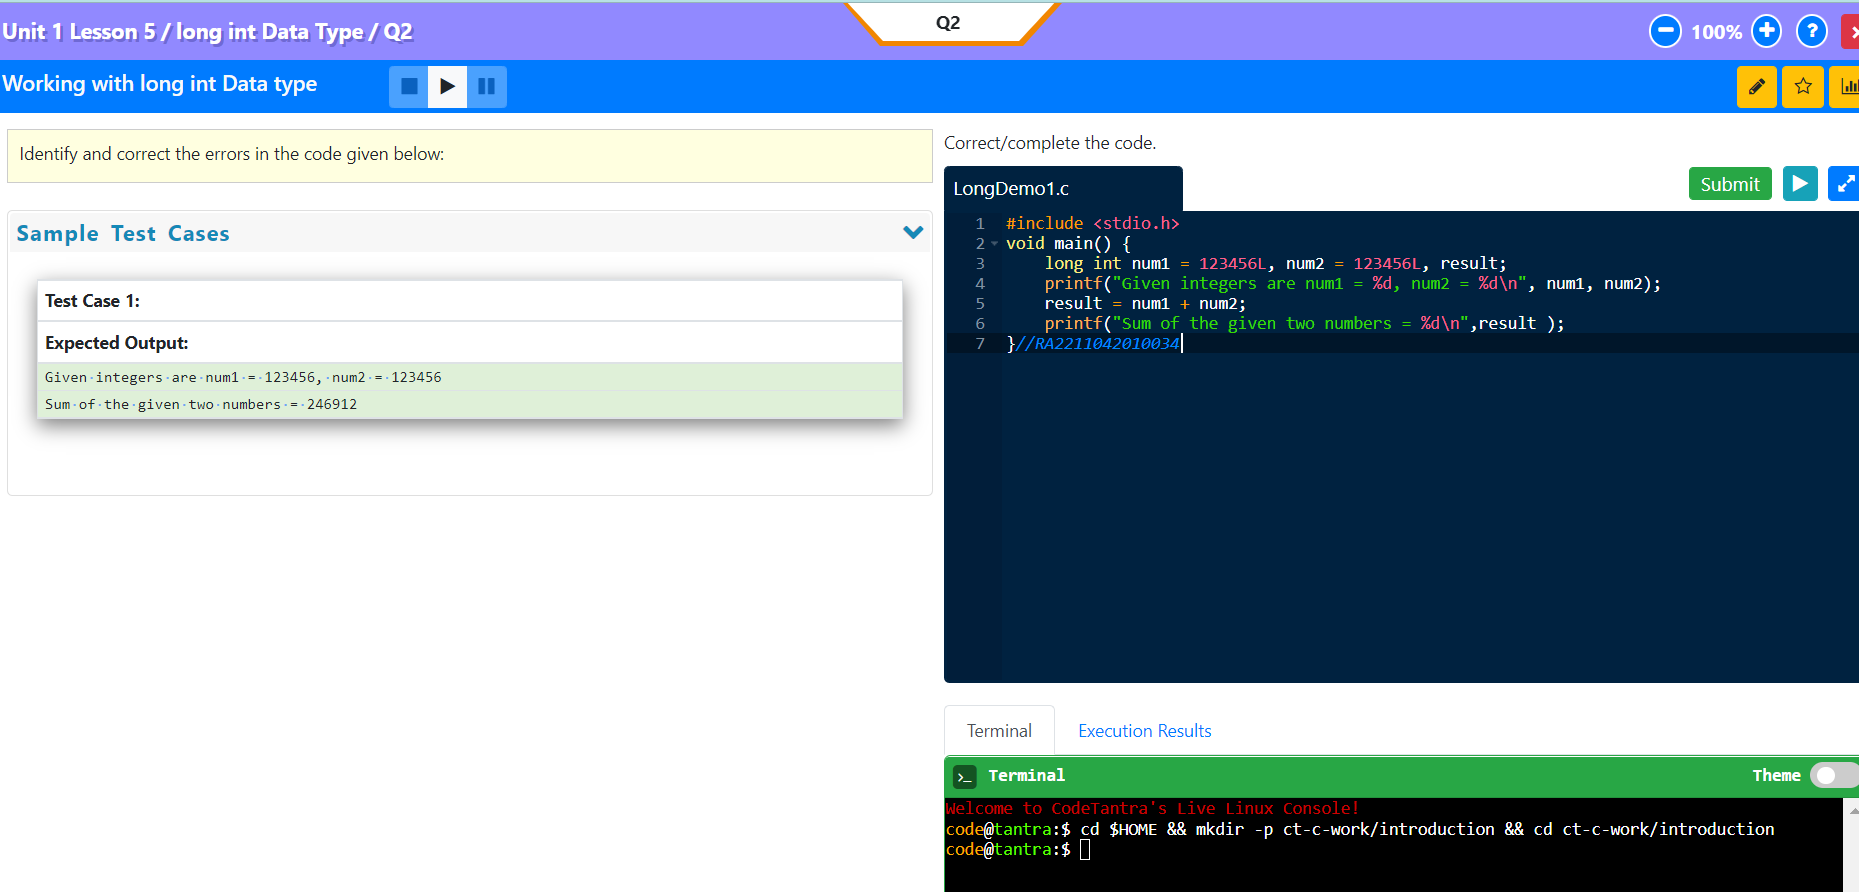 Unit 1 Lesson 5 / long int Data Type / Q2
Q2
100%
?
Working with long int Data type
Identify and correct the errors in the code given below:
Sample Test Cases
Test Case 1:
Expected Output:
Given·integers·are·num1·=·123456,·num2·=·123456
Sum·of·the·given·two·numbers·=·246912
Correct/complete the code.
LongDemo1.c
Submit
1 #include <stdio.h>
2 void main() {
3 long int num1 = 123456L, num2 = 123456L, result;
4 printf("Given integers are num1 = %d, num2 = %d\n", num1, num2);
5 result = num1 + num2;
6 printf("Sum of the given two numbers = %d\n",result );
7 }//RA2211042010034
Terminal
Execution Results
>_ Terminal
Theme
Welcome to CodeTantra's Live Linux Console!
code@tantra:$ cd $HOME && mkdir -p ct-c-work/introduction && cd ct-c-work/introduction
code@tantra:$